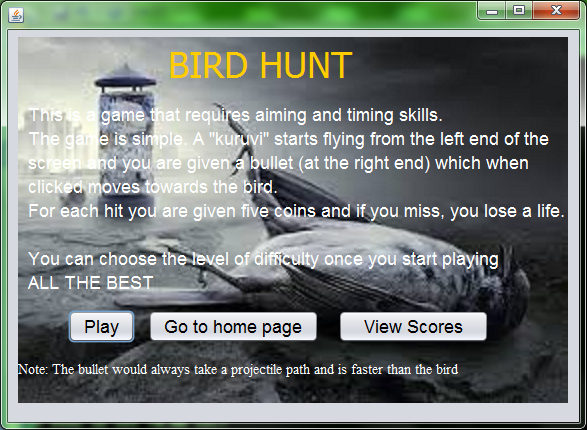 BIRD HUNT
This is a game that requires aiming and timing skills.
The game is simple. A "kuruvi" starts flying from the left end of the
screen and you are given a bullet (at the right end) which when
clicked moves towards the bird.
For each hit you are given five coins and if you miss, you lose a life.
You can choose the level of difficulty once you start playing
ALL THE BEST
Play Go to home page View Scores
Note: The bullet would always take a projectile path and is faster than the bird